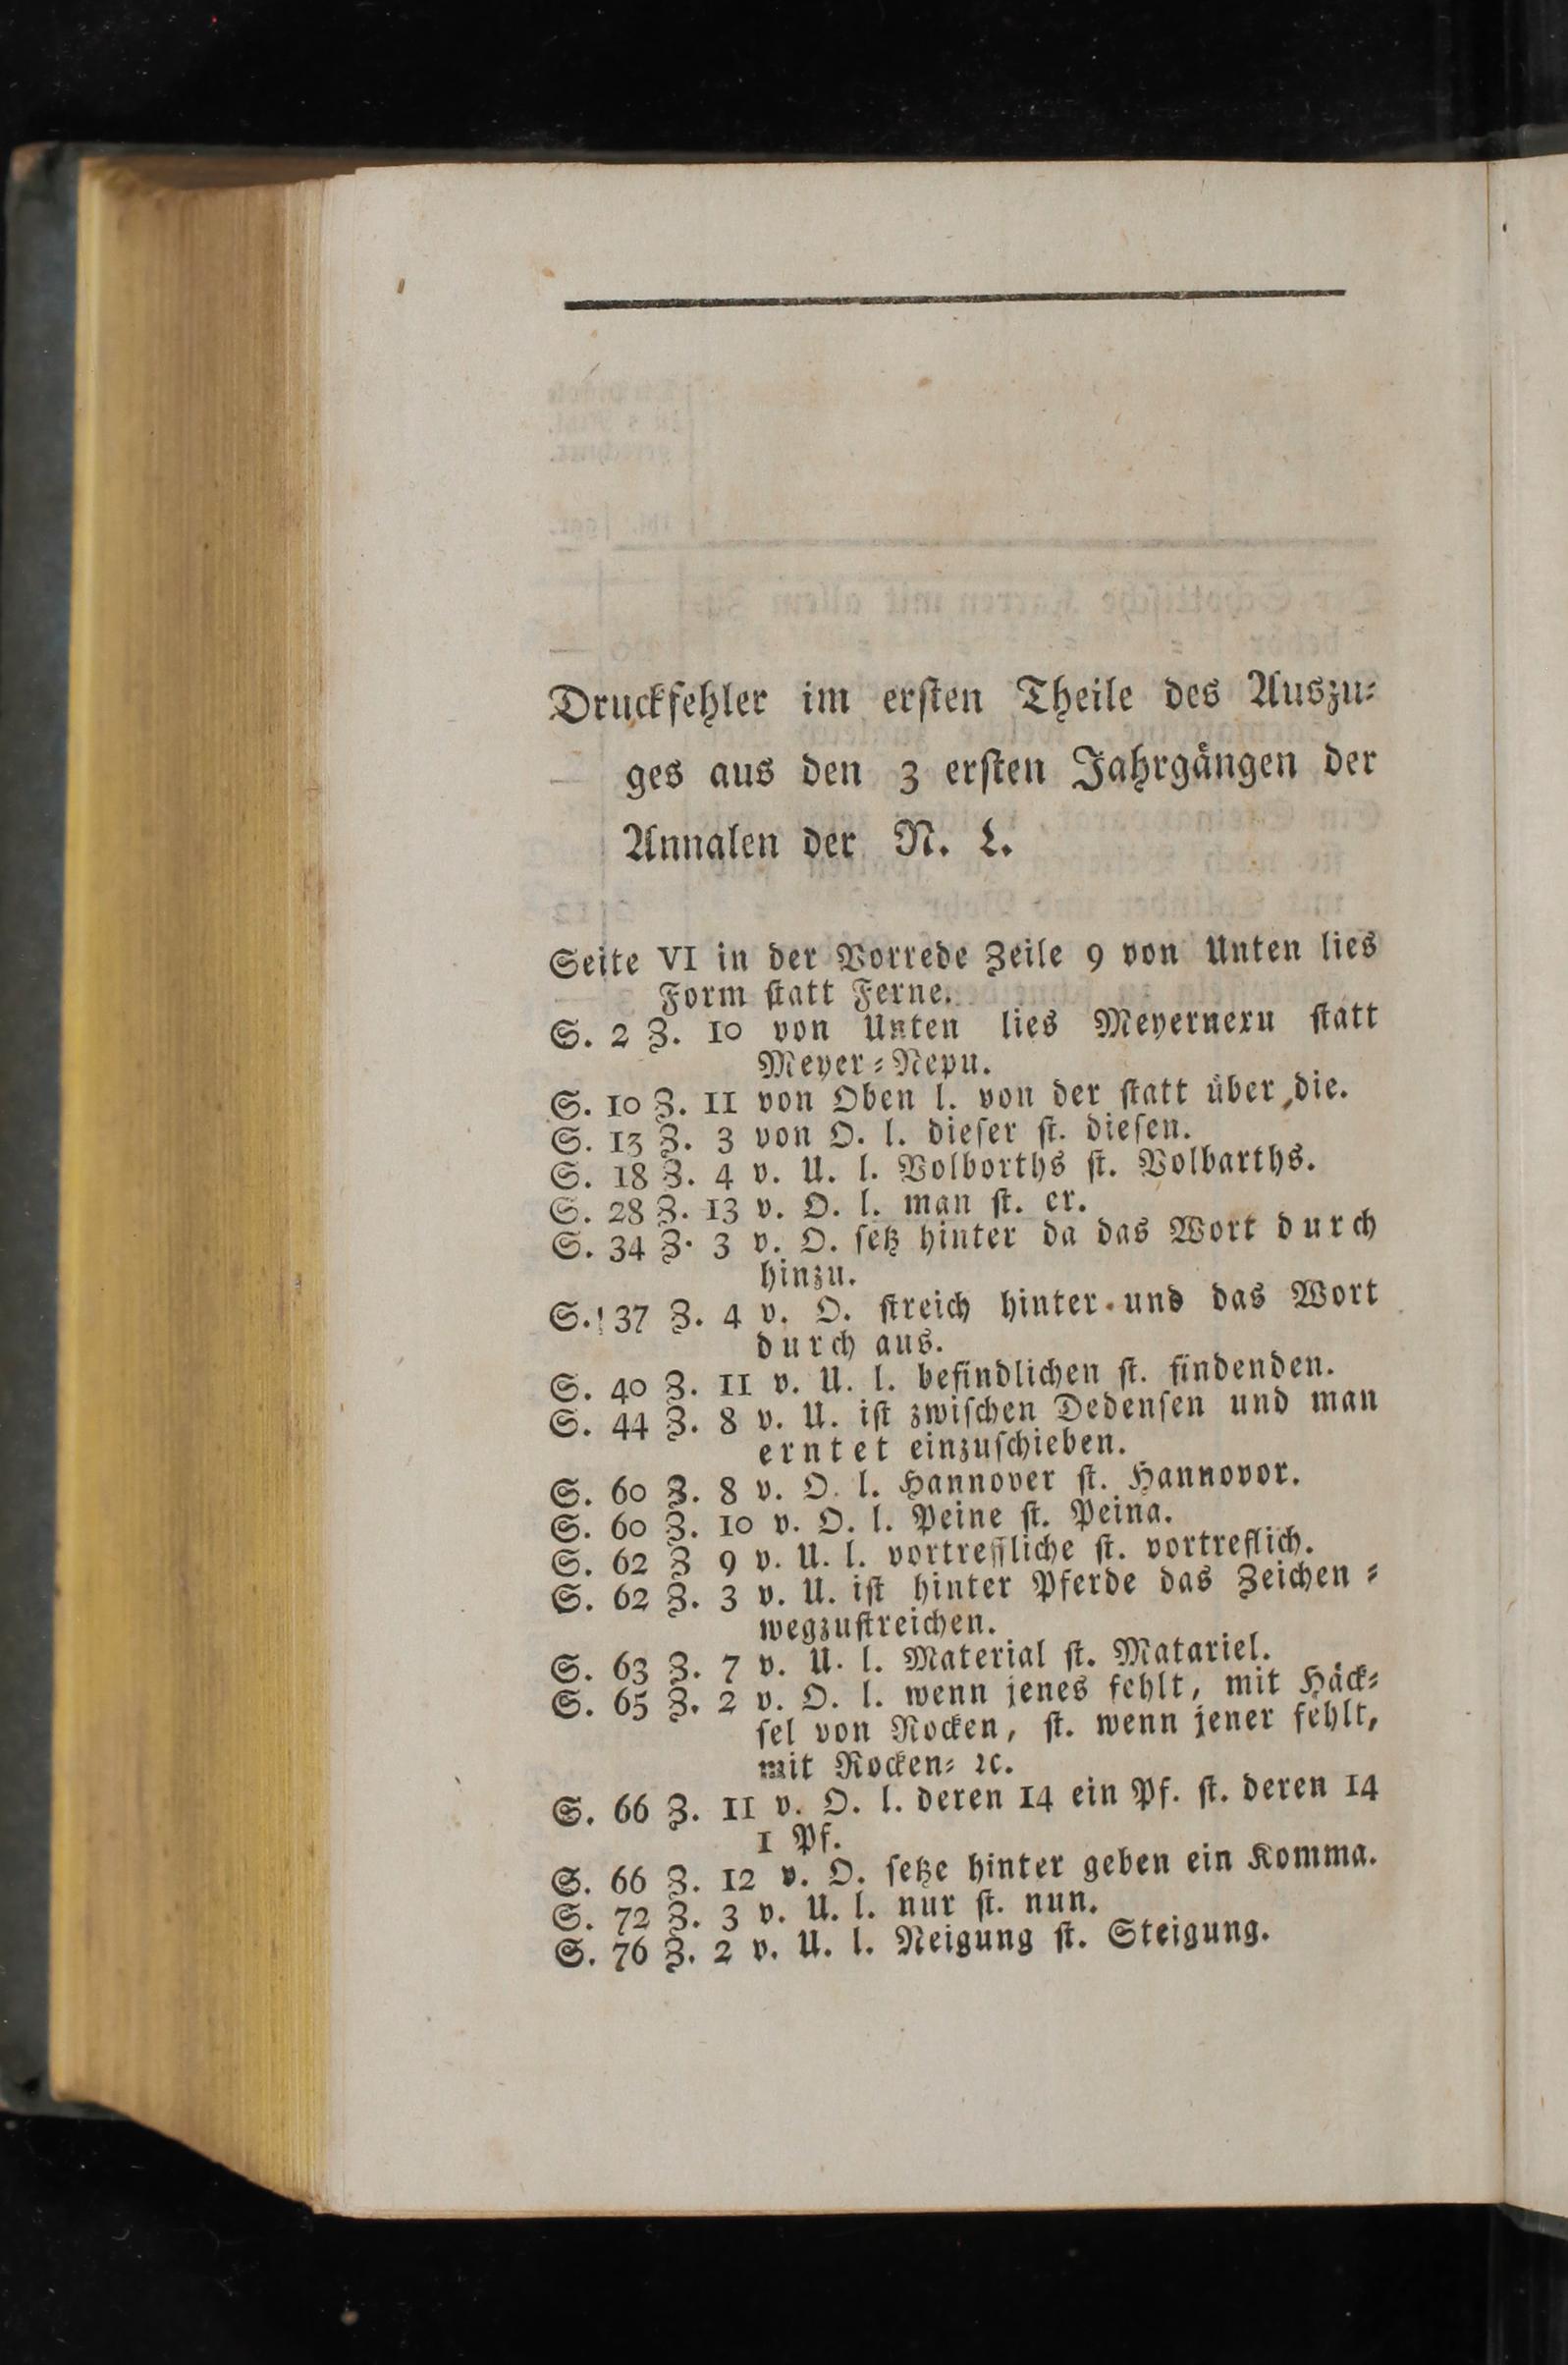 Druckfehler im erſten Theile des Auszu⸗
ges aus den 3 erſten Jahrgängen der
Annalen der N. L.
Seite VI in der Vorrede Zeile 9 von Unten lies
Form ſtatt Ferne.
S. 2 Z. 10 von Unten lies Meyernexu ſtatt
Meyer⸗Nepu.
S. 10 Z. 11 von Oben l. von der ſtatt über die.
S. 13 Z. 3 von O. l. dieſer ſt. dieſen.
S. 18 Z. 4 v. U. l. Volborths ſt. Volbarths.
S. 28 Z. 13 v. O. l. man ſt. er.
S. 34 Z. 3 v. O. ſetz hinter da das Wort durch
hinzu.
S. 37 Z. 4 v. O. ſtreich hinter und das Wort
durch aus.
S. 40 Z. 11 v. U. l. befindlichen ſt. findenden.
S. 44 Z. 8 v. U. iſt zwiſchen Dedenſen und man
erntet einzuſchieben.
S. 60 Z. 8 v. O. l. Hannover ſt. Hannovor.
S. 60 Z. 10 v. O. l. Peine ſt. Peina.
S. 62 Z 9 v. U. l. vortreffliche ſt. vortreflich.
S. 62 Z. 3 v. U. iſt hinter Pferde das Zeichen ⸗
wegzuſtreichen.
S. 63 Z. 7 v. U. l. Material ſt. Matariel.
S. 65 Z. 2 v. O. l. wenn jenes fehlt, mit Häck⸗
ſel von Rocken, ſt. wenn jener fehlt,
mit Rocken⸗ ꝛc.
S. 66 Z. 11 v. O. l. deren 14 ein Pf. ſt. deren 14
1 Pf.
S. 66 Z. 12 v. O. ſetze hinter geben ein Komma.
S. 72 Z. 3 v. U. l. nur ſt. nun.
S. 76 Z. 2 v. U. l. Neigung ſt. Steigung.